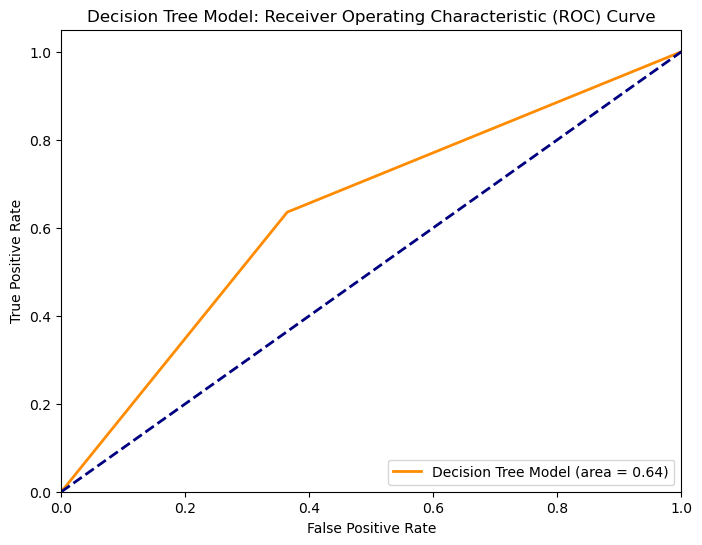 Decision Tree Model: Receiver Operating Characteristic (ROC) Curve
1.0
0.8
0.6
0.4
0.2
0.0
True Positive Rate
Decision Tree Model (area = 0.64)
0.0 0.2 0.4 0.6 0.8 1.0
False Positive Rate